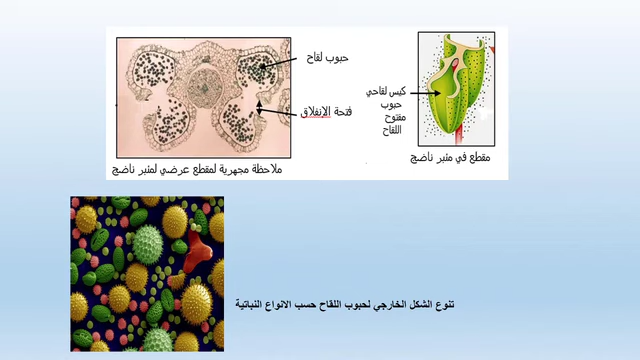 حبوب لقاح
فتحة الإنفلاق
ملاحظة مجهرية لمقطع عرضي لمئبر ناضج
كيس لقاحي
حبوب
مفتوح
اللقاح
مقطع في مئبر ناضج
تنوع الشكل الخارجي لحبوب اللقاح حسب الانواع النباتية